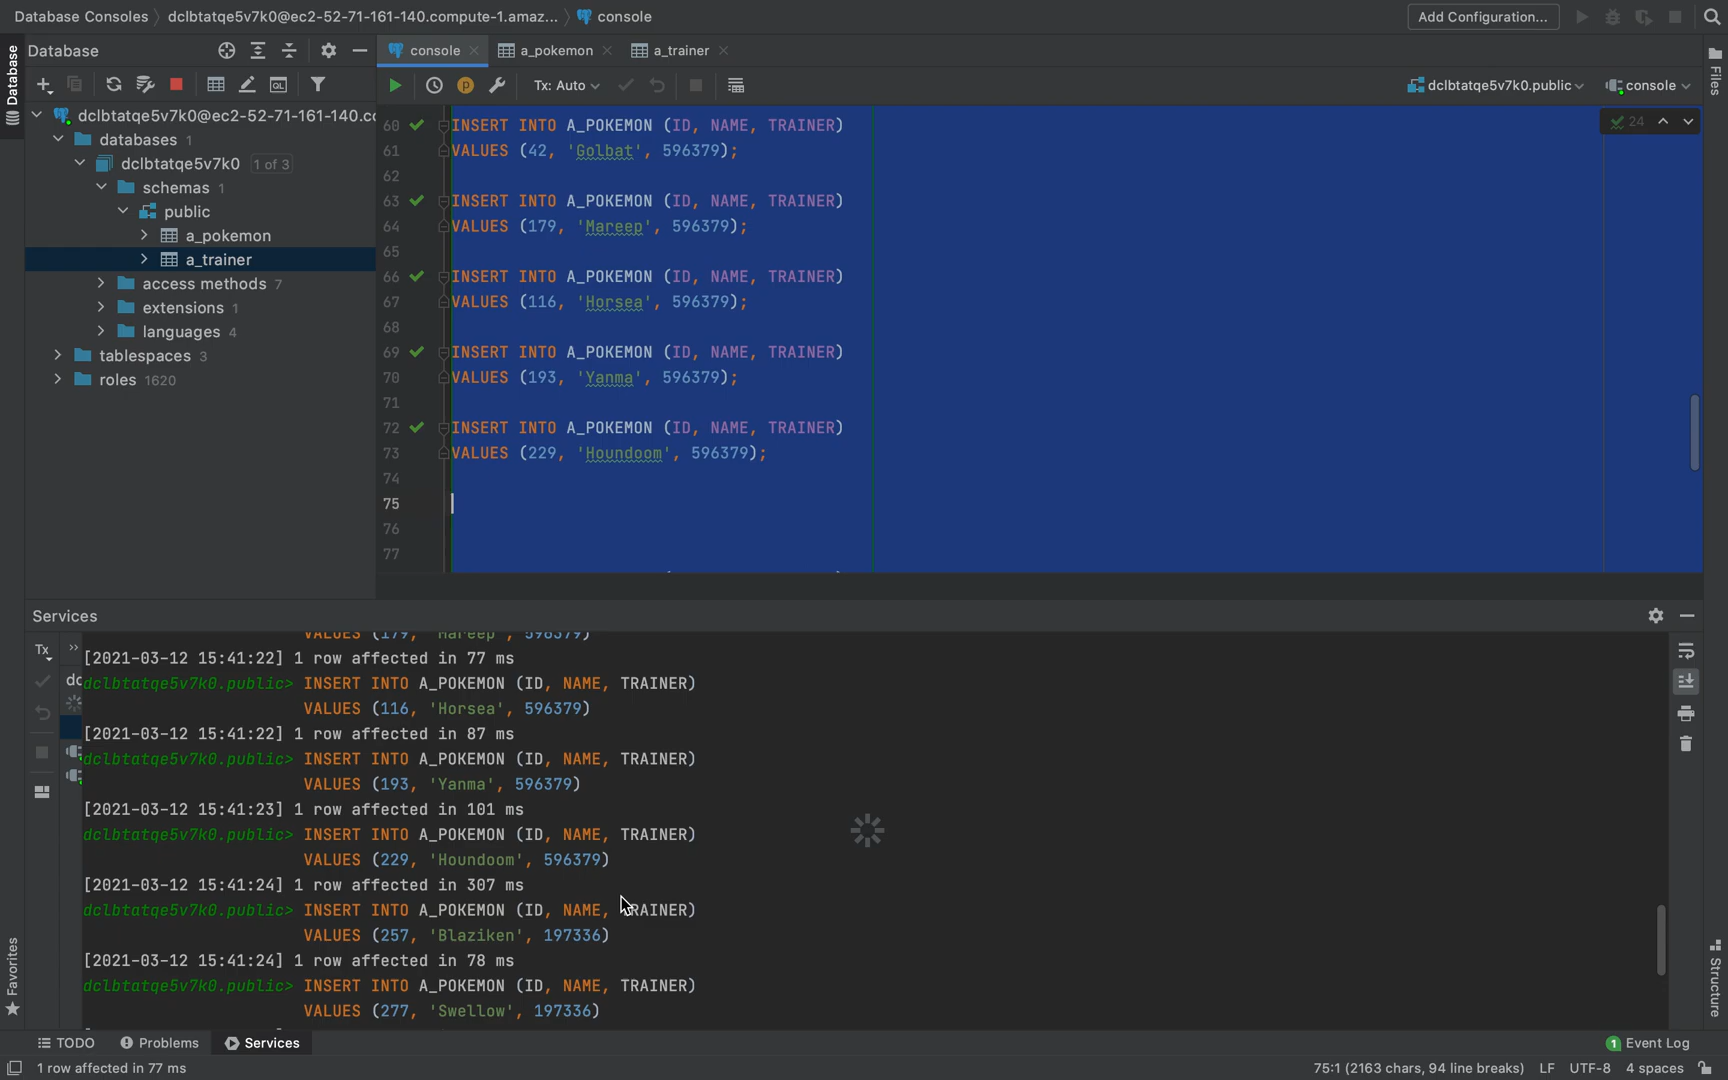 Database Consoles dclbtatqe5v7k0@ec2-52-71-161-140.compute-1.amaz... console
Add Configuration...
Database
console a_pokemon a_trainer
Tx: Auto
dclbtatqe5v7k0.public console
Database
Files
dclbtatqe5v7k0@ec2-52-71-161-140.cc
databases 1
dclbtatqe5v7k0 1 of 3
schemas 1
public
a_pokemon
a_trainer
access methods 7
extensions 1
languages 4
tablespaces 3
roles 1620
24
60 INSERT INTO A_POKEMON (ID, NAME, TRAINER)
61 VALUES (42, 'Golbat', 596379);
62
63 INSERT INTO A_POKEMON (ID, NAME, TRAINER)
64 VALUES (179, 'Mareep', 596379);
65
66 INSERT INTO A_POKEMON (ID, NAME, TRAINER)
67 VALUES (116, 'Horsea', 596379);
68
69 INSERT INTO A_POKEMON (ID, NAME, TRAINER)
70 VALUES (193, 'Yanma', 596379);
71
72 INSERT INTO A_POKEMON (ID, NAME, TRAINER)
73 VALUES (229, 'Houndoom', 596379);
74
75
76
77
Services
Tx
dc
VALUES (179, 'Mareep', 596379)
[2021-03-12 15:41:22] 1 row affected in 77 ms
dclbtatqe5v7k0.public> INSERT INTO A_POKEMON (ID, NAME, TRAINER)
VALUES (116, 'Horsea', 596379)
[2021-03-12 15:41:22] 1 row affected in 87 ms
dclbtatqe5v7k0.public> INSERT INTO A_POKEMON (ID, NAME, TRAINER)
VALUES (193, 'Yanma', 596379)
[2021-03-12 15:41:23] 1 row affected in 101 ms
dclbtatqe5v7k0.public> INSERT INTO A_POKEMON (ID, NAME, TRAINER)
VALUES (229, 'Houndoom', 596379)
[2021-03-12 15:41:24] 1 row affected in 307 ms
dclbtatqe5v7k0.public> INSERT INTO A_POKEMON (ID, NAME, TRAINER)
VALUES (257, 'Blaziken', 197336)
[2021-03-12 15:41:24] 1 row affected in 78 ms
dclbtatqe5v7k0.public> INSERT INTO A_POKEMON (ID, NAME, TRAINER)
VALUES (277, 'Swellow', 197336)
Favorites
Structure
TODO Problems Services
1 Event Log
1 row affected in 77 ms
75:1 (2163 chars, 94 line breaks) LF UTF-8 4 spaces